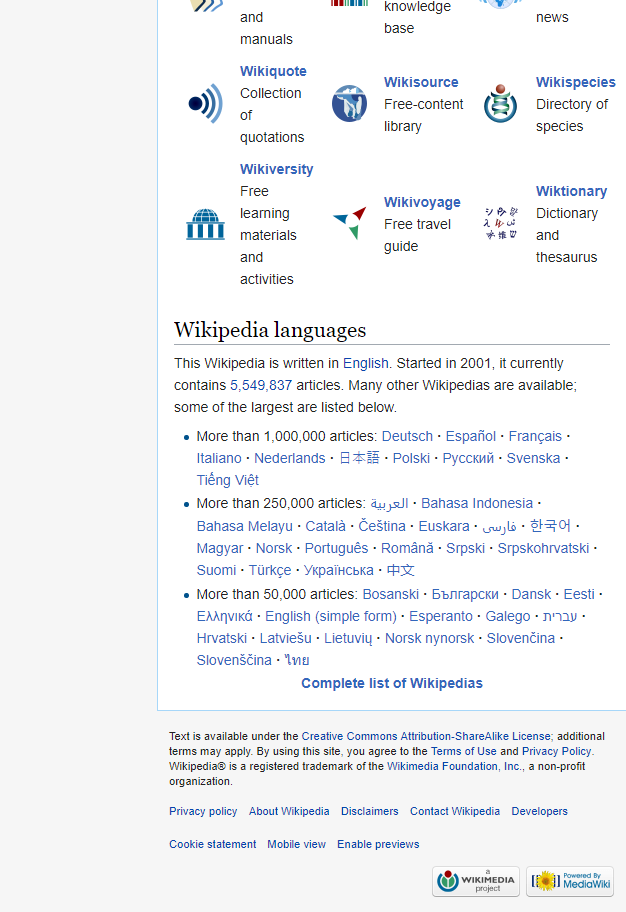 and
manuals
knowledge
base
news
Wikiquote
Collection
of
quotations
Wikisource
Free-content
library
Wikispecies
Directory of
species
Wikiversity
Free
learning
materials
and
activities
Wikivoyage
Free travel
guide
Wiktionary
Dictionary
and
thesaurus
Wikipedia languages
This Wikipedia is written in English. Started in 2001, it currently
contains 5,549,837 articles. Many other Wikipedias are available;
some of the largest are listed below.
• More than 1,000,000 articles: Deutsch · Español · Français ·
Italiano · Nederlands · 日本語 · Polski · Русский · Svenska ·
Tiếng Việt
• More than 250,000 articles: العربية · Bahasa Indonesia ·
Bahasa Melayu · Català · Čeština · Euskara · فارسی · 한국어 ·
Magyar · Norsk · Português · Română · Srpski · Srpskohrvatski ·
Suomi · Türkçe · Українська · 中文
• More than 50,000 articles: Bosanski · Български · Dansk · Eesti ·
Ελληνικά · English (simple form) · Esperanto · Galego · עברית ·
Hrvatski · Latviešu · Lietuvių · Norsk nynorsk · Slovenčina ·
Slovenščina · ไทย
Complete list of Wikipedias
Text is available under the Creative Commons Attribution-ShareAlike License; additional
terms may apply. By using this site, you agree to the Terms of Use and Privacy Policy.
Wikipedia® is a registered trademark of the Wikimedia Foundation, Inc., a non-profit
organization.
Privacy policy About Wikipedia Disclaimers Contact Wikipedia Developers
Cookie statement Mobile view Enable previews
a
WIKIMEDIA
project
Powered By
MediaWiki